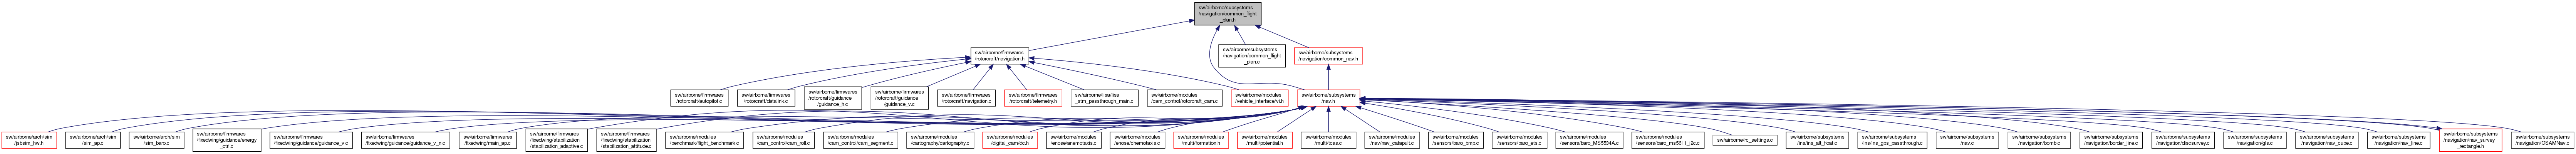 sw/airborne/subsystems
/navigation/common_flight
_plan.h
sw/airborne/firmwares
/rotorcraft/navigation.h
sw/airborne/subsystems
/navigation/common_flight
_plan.c
sw/airborne/subsystems
/navigation/common_nav.h
sw/airborne/firmwares
/rotorcraft/autopilot.c
sw/airborne/firmwares
/rotorcraft/datalink.c
sw/airborne/firmwares
/rotorcraft/guidance
/guidance_h.c
sw/airborne/firmwares
/rotorcraft/guidance
/guidance_v.c
sw/airborne/firmwares
/rotorcraft/navigation.c
sw/airborne/firmwares
/rotorcraft/telemetry.h
sw/airborne/lisa/lisa
_stm_passthrough_main.c
sw/airborne/modules
/cam_control/rotorcraft_cam.c
sw/airborne/modules
/vehicle_interface/vi.h
sw/airborne/subsystems
/nav.h
sw/airborne/arch/sim
/jsbsim_hw.h
sw/airborne/arch/sim
/sim_ap.c
sw/airborne/arch/sim
/sim_baro.c
sw/airborne/firmwares
/fixedwing/guidance/energy
_ctrl.c
sw/airborne/firmwares
/fixedwing/guidance/guidance_v.c
sw/airborne/firmwares
/fixedwing/guidance/guidance_v_n.c
sw/airborne/firmwares
/fixedwing/main_ap.c
sw/airborne/firmwares
/fixedwing/stabilization
/stabilization_adaptive.c
sw/airborne/firmwares
/fixedwing/stabilization
/stabilization_attitude.c
sw/airborne/modules
/benchmark/flight_benchmark.c
sw/airborne/modules
/cam_control/cam_roll.c
sw/airborne/modules
/cam_control/cam_segment.c
sw/airborne/modules
/cartography/cartography.c
sw/airborne/modules
/digital_cam/dc.h
sw/airborne/modules
/enose/anemotaxis.c
sw/airborne/modules
/enose/chemotaxis.c
sw/airborne/modules
/multi/formation.h
sw/airborne/modules
/multi/potential.h
sw/airborne/modules
/multi/tcas.c
sw/airborne/modules
/nav/nav_catapult.c
sw/airborne/modules
/sensors/baro_bmp.c
sw/airborne/modules
/sensors/baro_ets.c
sw/airborne/modules
/sensors/baro_MS5534A.c
sw/airborne/modules
/sensors/baro_ms5611_i2c.c
sw/airborne/rc_settings.c
sw/airborne/subsystems
/ins/ins_alt_float.c
sw/airborne/subsystems
/ins/ins_gps_passthrough.c
sw/airborne/subsystems
/nav.c
sw/airborne/subsystems
/navigation/bomb.c
sw/airborne/subsystems
/navigation/border_line.c
sw/airborne/subsystems
/navigation/discsurvey.c
sw/airborne/subsystems
/navigation/gls.c
sw/airborne/subsystems
/navigation/nav_cube.c
sw/airborne/subsystems
/navigation/nav_line.c
sw/airborne/subsystems
/navigation/nav_survey
_rectangle.h
sw/airborne/subsystems
/navigation/OSAMNav.c